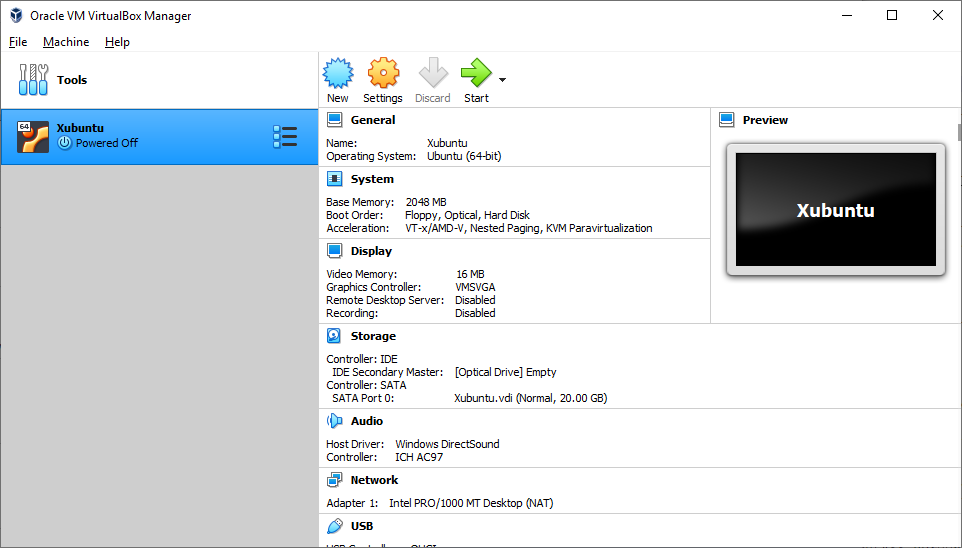 Oracle VM VirtualBox Manager
File Machine Help
Tools
New Settings Discard Start
64
Xubuntu
Powered Off
General
Name: Xubuntu
Operating System: Ubuntu (64-bit)
System
Base Memory: 2048 MB
Boot Order: Floppy, Optical, Hard Disk
Acceleration: VT-x/AMD-V, Nested Paging, KVM Paravirtualization
Display
Video Memory: 16 MB
Graphics Controller: VMSVGA
Remote Desktop Server: Disabled
Recording: Disabled
Preview
Xubuntu
Storage
Controller: IDE
IDE Secondary Master: [Optical Drive] Empty
Controller: SATA
SATA Port 0: Xubuntu.vdi (Normal, 20.00 GB)
Audio
Host Driver: Windows DirectSound
Controller: ICH AC97
Network
Adapter 1: Intel PRO/1000 MT Desktop (NAT)
USB